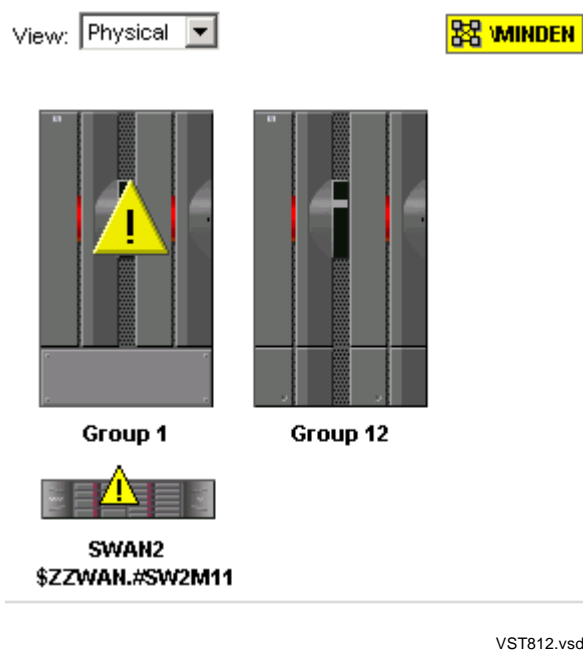 View: Physical
\MINDEN
!
Group 1
Group 12
!
SWAN2
$ZZWAN.#SW2M11
VST812.vsd